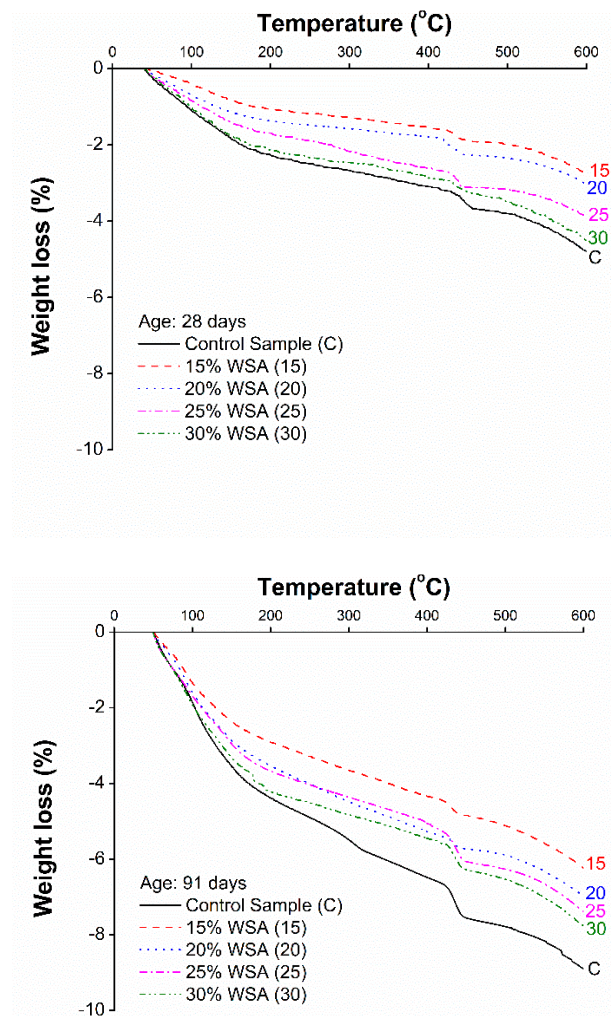 Temperature (°C)
0 100 200 300 400 500 600
0
-2
-4
-6
-8
-10
Weight loss (%)
15
20
25
30
C
Age: 28 days
Control Sample (C)
15% WSA (15)
20% WSA (20)
25% WSA (25)
30% WSA (30)
Temperature (°C)
0 100 200 300 400 500 600
0
-2
-4
-6
-8
-10
Weight loss (%)
15
20
25
30
C
Age: 91 days
Control Sample (C)
15% WSA (15)
20% WSA (20)
25% WSA (25)
30% WSA (30)